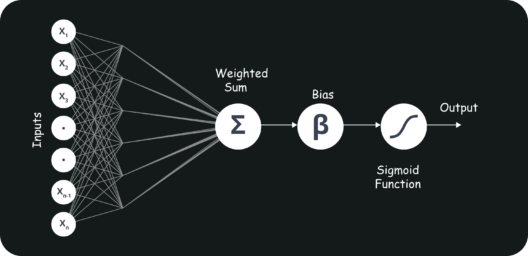 X1
X2
X3
Xn-1
Xn
Inputs
Weighted
Sum
Σ
Bias
β
Sigmoid
Function
Output